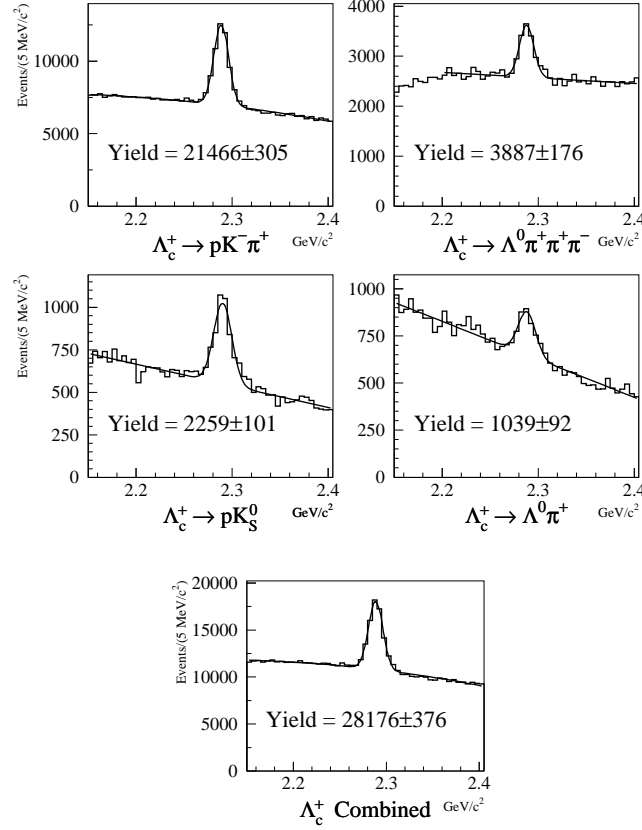 Events/(5 MeV/c²)
10000
5000
0
Yield = 21466±305
2.2 2.3 2.4
GeV/c²
Λc⁺ → pK⁻π⁺
4000
3000
2000
1000
0
Yield = 3887±176
2.2 2.3 2.4
GeV/c²
Λc⁺ → Λ⁰π⁺π⁺π⁻
Events/(5 MeV/c²)
1000
750
500
250
0
Yield = 2259±101
2.2 2.3 2.4
GeV/c²
Λc⁺ → pK_S⁰
1000
750
500
250
0
Yield = 1039±92
2.2 2.3 2.4
GeV/c²
Λc⁺ → Λ⁰π⁺
Events/(5 MeV/c²)
20000
15000
10000
5000
0
Yield = 28176±376
2.2 2.3 2.4
Λc⁺ Combined GeV/c²